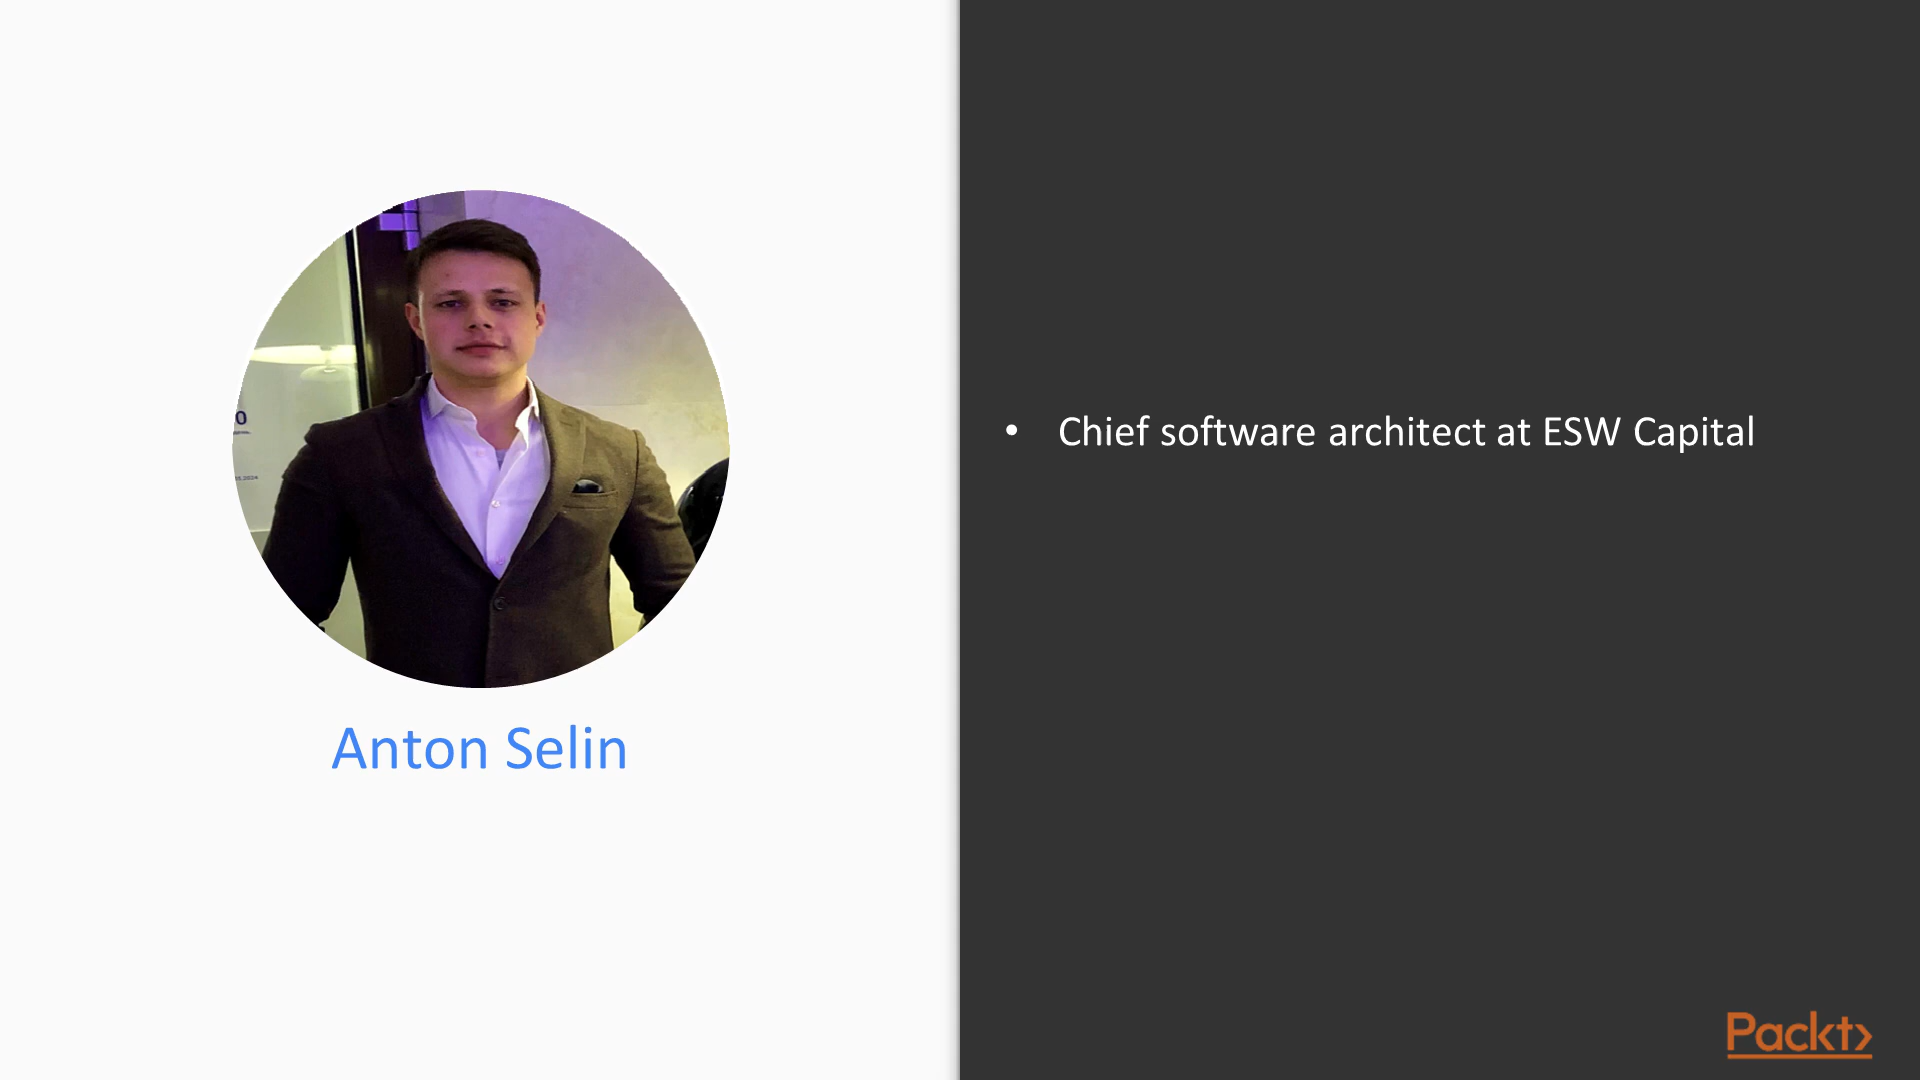 Anton Selin
• Chief software architect at ESW Capital
Packt>